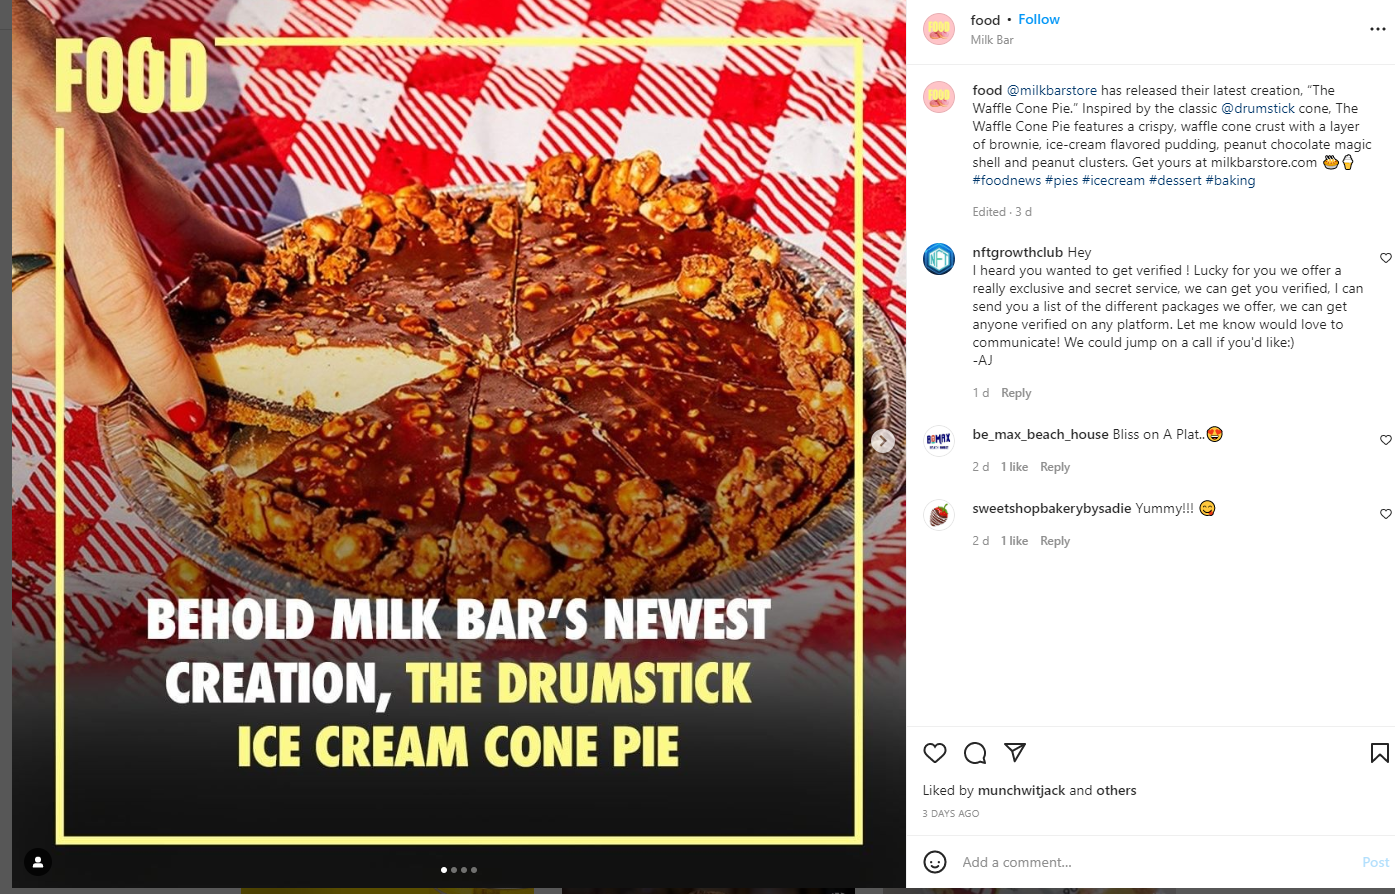 FOOD
BEHOLD MILK BAR'S NEWEST
CREATION, THE DRUMSTICK
ICE CREAM CONE PIE
FOOD
food • Follow
Milk Bar
FOOD
food @milkbarstore has released their latest creation, “The
Waffle Cone Pie.” Inspired by the classic @drumstick cone, The
Waffle Cone Pie features a crispy, waffle cone crust with a layer
of brownie, ice-cream flavored pudding, peanut chocolate magic
shell and peanut clusters. Get yours at milkbarstore.com 🥧🍦
#foodnews #pies #icecream #dessert #baking
Edited · 3 d
NFT
nftgrowthclub Hey
I heard you wanted to get verified ! Lucky for you we offer a
really exclusive and secret service, we can get you verified, I can
send you a list of the different packages we offer, we can get
anyone verified on any platform. Let me know would love to
communicate! We could jump on a call if you'd like:)
-AJ
1 d Reply
be_max_beach_house Bliss on A Plat..😍
2 d 1 like Reply
sweetshopbakerybysadie Yummy!!! 😋
2 d 1 like Reply
Liked by munchwitjack and others
3 DAYS AGO
Add a comment...
Post